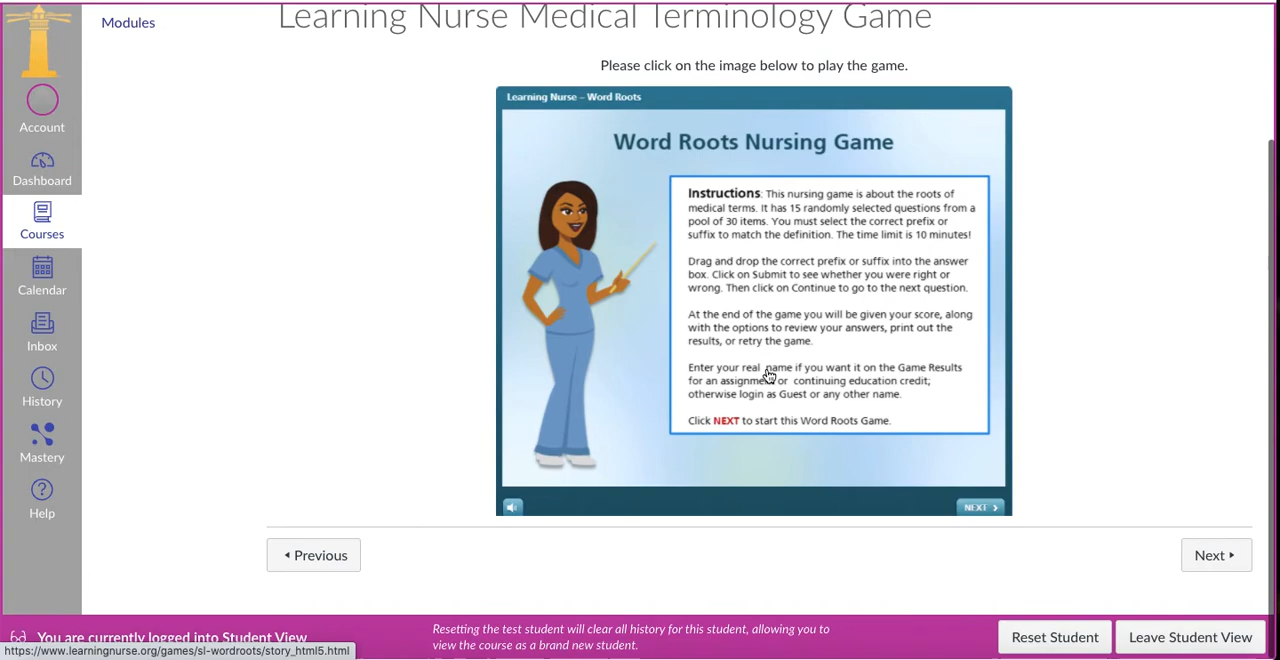 Learning Nurse Medical Terminology Game
Modules
Please click on the image below to play the game.
Learning Nurse – Word Roots
Word Roots Nursing Game
Instructions: This nursing game is about the roots of
medical terms. It has 15 randomly selected questions from a
pool of 30 items. You must select the correct prefix or
suffix to match the definition. The time limit is 10 minutes!
Drag and drop the correct prefix or suffix into the answer
box. Click on Submit to see whether you were right or
wrong. Then click on Continue to go to the next question.
At the end of the game you will be given your score, along
with the options to review your answers, print out the
results, or retry the game.
Enter your real name if you want it on the Game Results
for an assignment or continuing education credit;
otherwise login as Guest or any other name.
Click NEXT to start this Word Roots Game.
NEXT
Account
Dashboard
Courses
Calendar
Inbox
History
Mastery
Help
Previous
Next
You are currently logged into Student View
Resetting the test student will clear all history for this student, allowing you to
view the course as a brand new student.
Reset Student
Leave Student View
https://www.learningnurse.org/games/sl-wordroots/story_html5.html